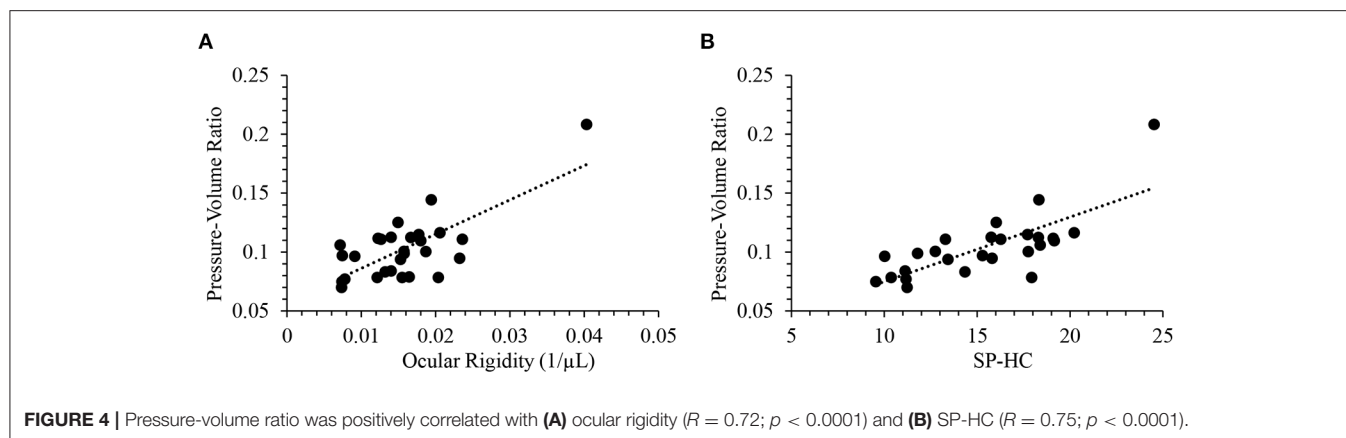 A
0.25
0.2
0.15
0.1
0.05
Pressure-Volume Ratio
0 0.01 0.02 0.03 0.04 0.05
Ocular Rigidity (1/µL)
B
0.25
0.2
0.15
0.1
0.05
Pressure-Volume Ratio
5 10 15 20 25
SP-HC
FIGURE 4 | Pressure-volume ratio was positively correlated with (A) ocular rigidity (R = 0.72; p < 0.0001) and (B) SP-HC (R = 0.75; p < 0.0001).